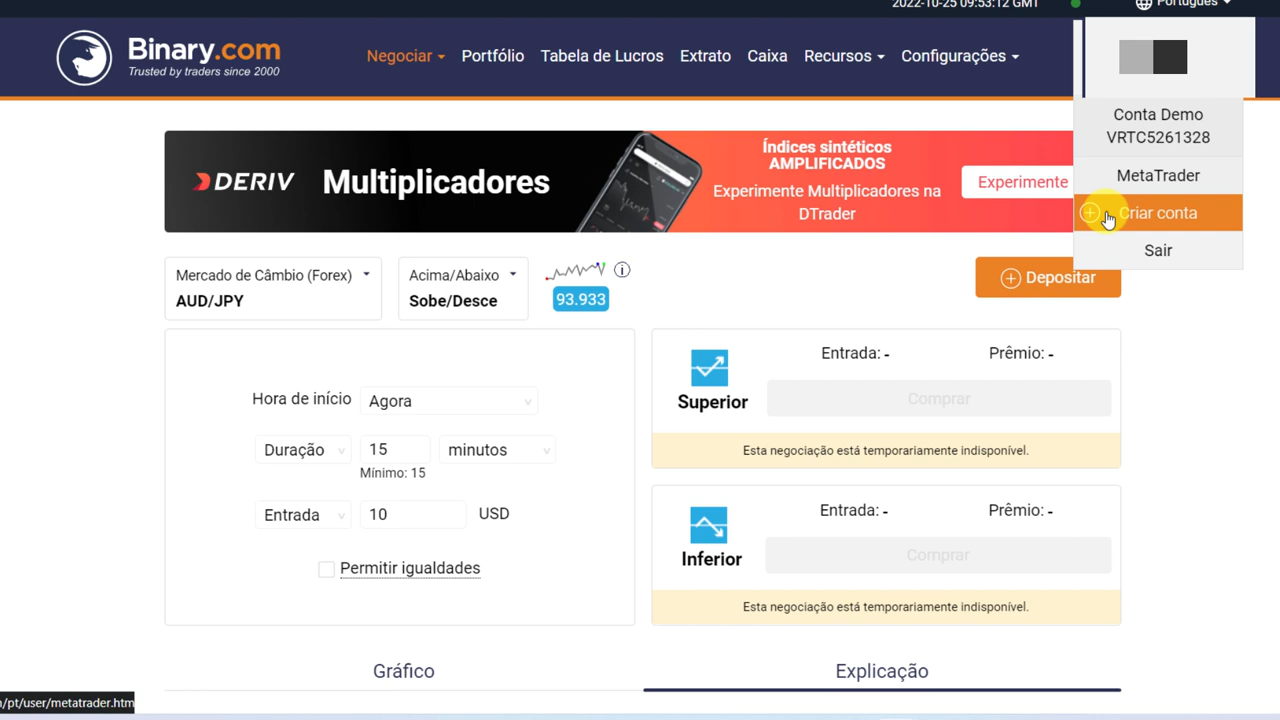 2022-10-25 09:53:12 GMT
Português
Binary.com
Trusted by traders since 2000
Negociar
Portfólio
Tabela de Lucros
Extrato
Caixa
Recursos
Configurações
Conta Demo
VRTC5261328
MetaTrader
Criar conta
Sair
DERIV
Multiplicadores
Índices sintéticos
AMPLIFICADOS
Experimente Multiplicadores na
DTrader
Experimente
Mercado de Câmbio (Forex)
AUD/JPY
Acima/Abaixo
Sobe/Desce
93.933
Depositar
Hora de início
Agora
Duração
15
minutos
Mínimo: 15
Entrada
10
USD
Permitir igualdades
Superior
Entrada: -
Prêmio: -
Comprar
Esta negociação está temporariamente indisponível.
Inferior
Entrada: -
Prêmio: -
Comprar
Esta negociação está temporariamente indisponível.
Gráfico
Explicação
/pt/user/metatrader.htm